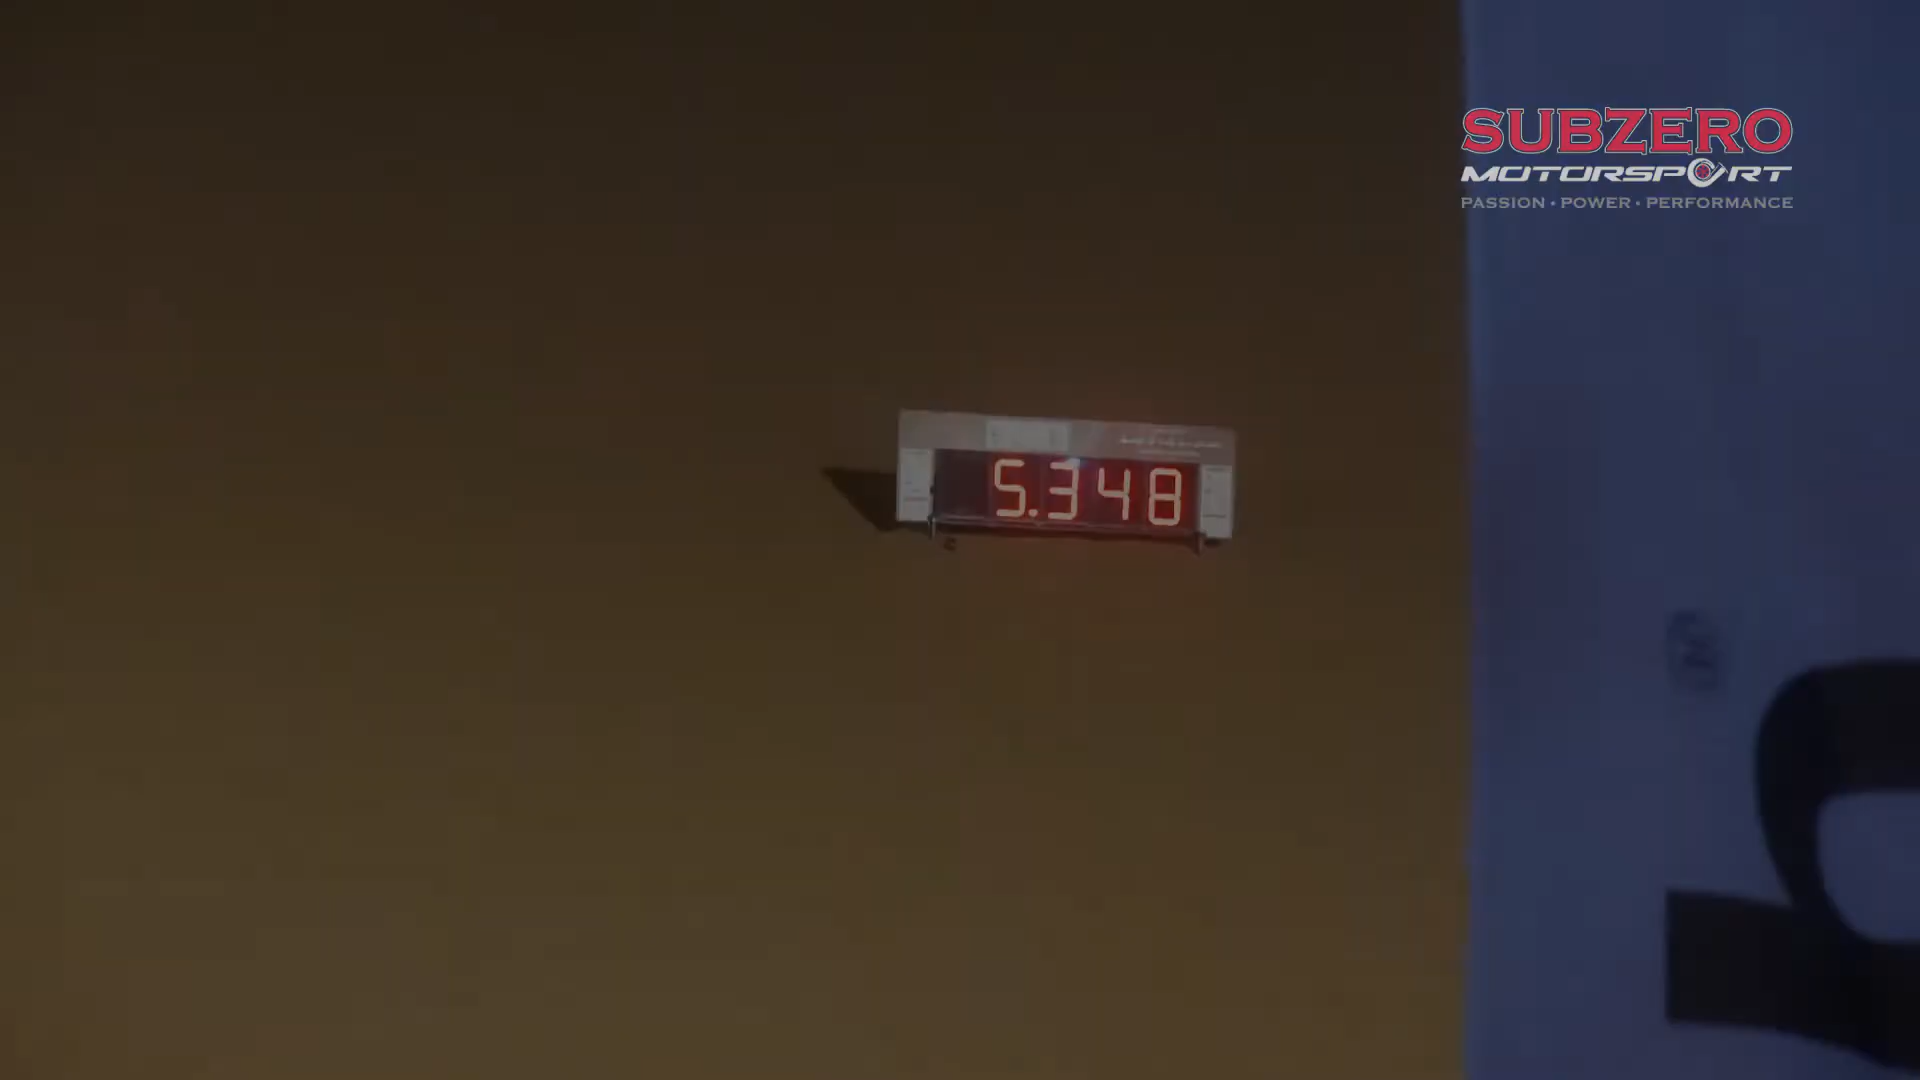 SUBZERO
MOTORSPORT
PASSION • POWER • PERFORMANCE
5.348